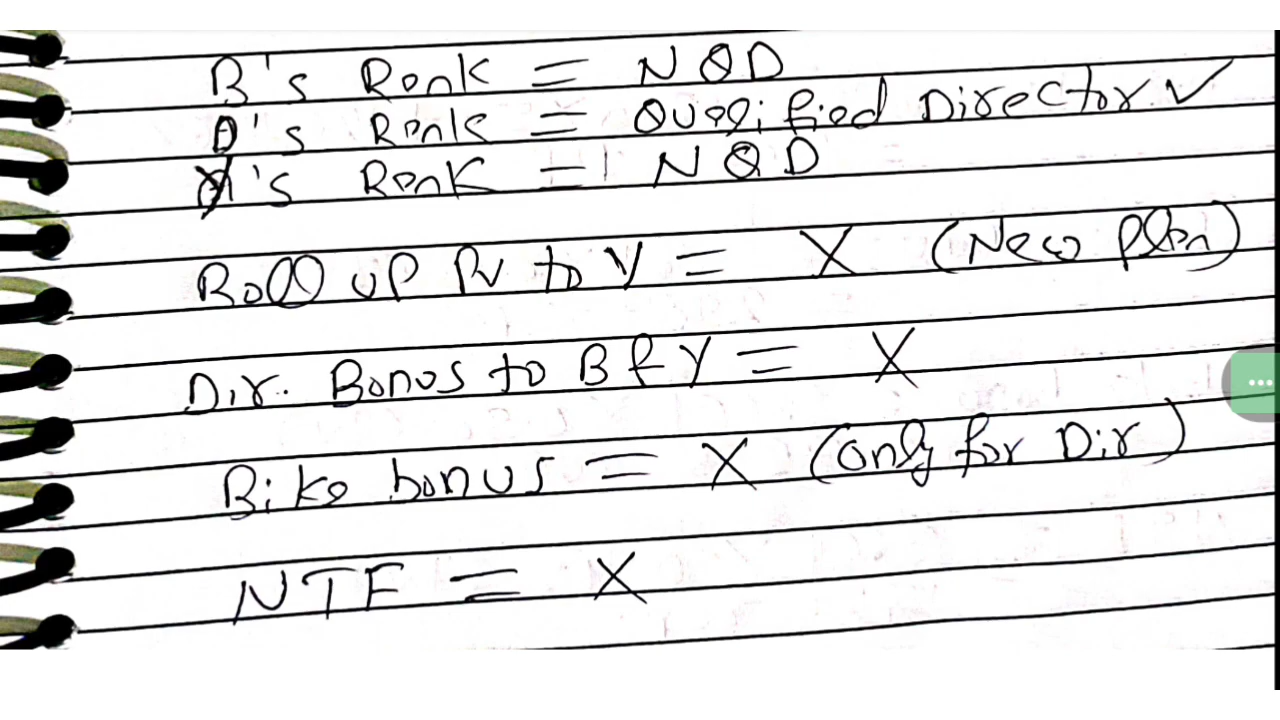 B's Rank = NQD
D's Rank = Qualified Director ✓
Y's Rank = NQD
Roll up PV to Y = X (New Plan)
Dir. Bonus to B & Y = X
Bike bonus = X (only for Dir)
NTF = X